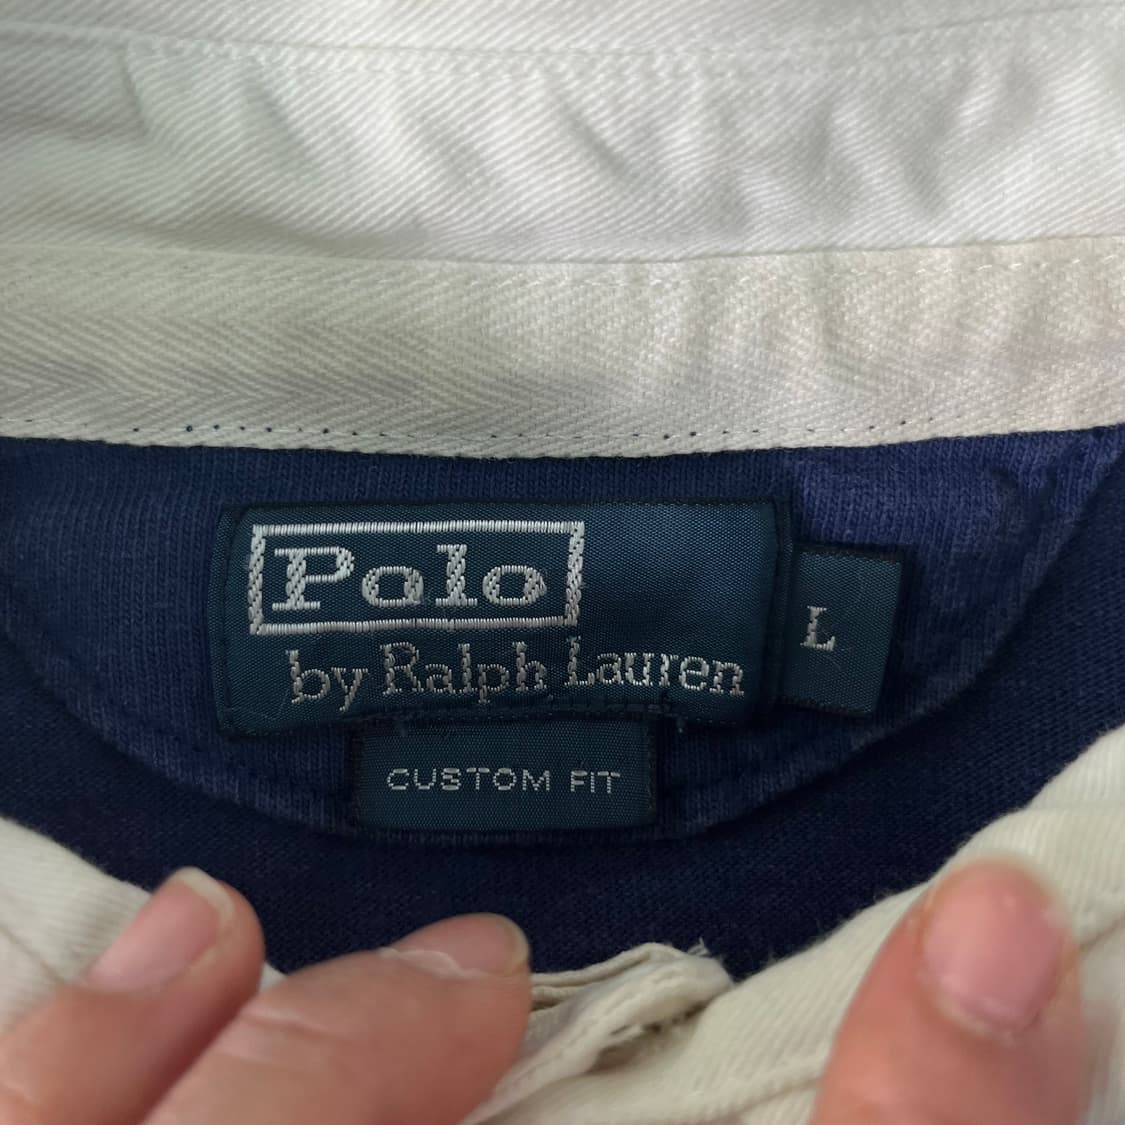 Polo
by Ralph Lauren
L
CUSTOM FIT